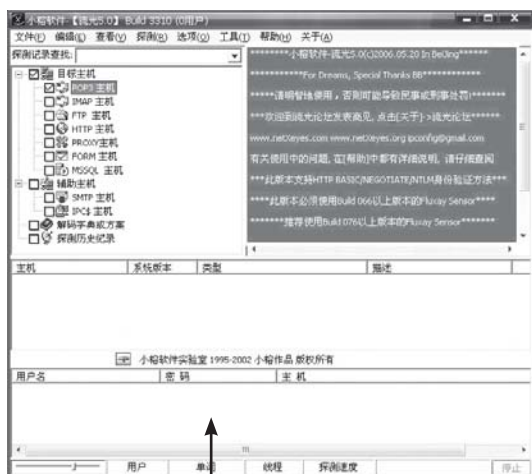 小榕软件-【流光5.0】 Build 3310 (0用户)
文件(F) 编辑(E) 查看(V) 探测(R) 选项(O) 工具(T) 帮助(H) 关于(A)
探测记录查找:
目标主机
POP3 主机
IMAP 主机
FTP 主机
HTTP 主机
PROXY主机
FORM 主机
MSSQL 主机
辅助主机
SMTP 主机
IPC$ 主机
解码字典或方案
探测历史纪录
********小榕软件-流光5.0(c)2006.05.20 In BeiJing******
***********For Dreams, Special Thanks BB************
*****请明智地使用，否则可能导致民事或刑事处罚!*******
***欢迎到流光论坛发表高见, 点击[关于]->流光论坛******
www.netXeyes.com www.netxeyes.org ipconfig@gmail.com
有关使用中的问题, 在[帮助]中都有详细说明, 请仔细查阅
***此版本支持HTTP BASIC/NEGOTIATE/NTLM身份验证方法***
****此版本必须使用Build 066以上版本的Fluxay Sensor*****
******推荐使用Build 076以上版本的Fluxay Sensor*******
主机 系统版本 类型 描述
小榕软件实验室 1995-2002 小榕作品 版权所有
用户名 密 码 主 机
用户 单词 线程 探测速度 停止